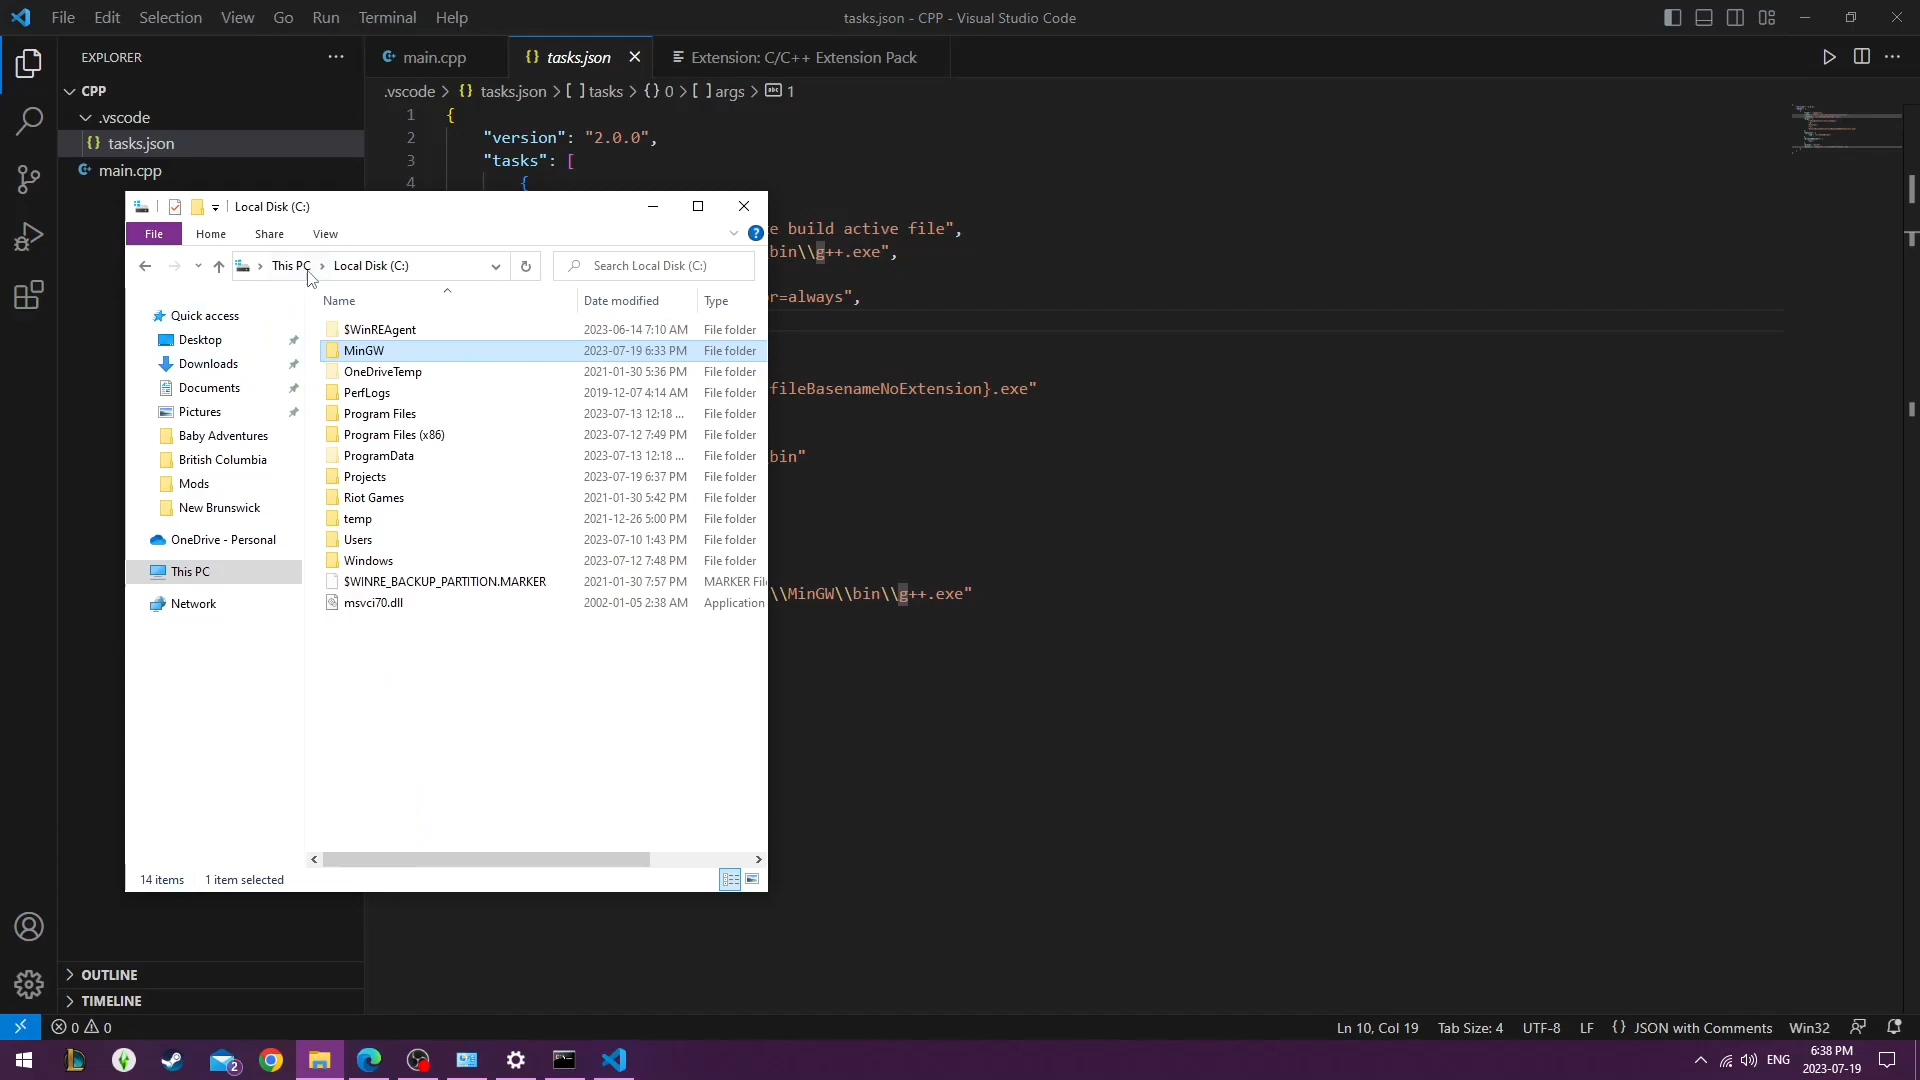 File Edit Selection View Go Run Terminal Help
tasks.json - CPP - Visual Studio Code
EXPLORER
CPP
.vscode
tasks.json
main.cpp
main.cpp
tasks.json
Extension: C/C++ Extension Pack
.vscode > {} tasks.json > [ ] tasks > {} 0 > [ ] args > abc 1
1 {
2 "version": "2.0.0",
3 "tasks": [
4 {
e build active file",
bin\\g++.exe",
r=always",
fileBasenameNoExtension}.exe"
bin"
\\MinGW\\bin\\g++.exe"
Local Disk (C:)
File Home Share View
This PC > Local Disk (C:)
Search Local Disk (C:)
Name Date modified Type
Quick access
Desktop
Downloads
Documents
Pictures
Baby Adventures
British Columbia
Mods
New Brunswick
OneDrive - Personal
This PC
Network
$WinREAgent 2023-06-14 7:10 AM File folder
MinGW 2023-07-19 6:33 PM File folder
OneDriveTemp 2021-01-30 5:36 PM File folder
PerfLogs 2019-12-07 4:14 AM File folder
Program Files 2023-07-13 12:18 ... File folder
Program Files (x86) 2023-07-12 7:49 PM File folder
ProgramData 2023-07-13 12:18 ... File folder
Projects 2023-07-19 6:37 PM File folder
Riot Games 2021-01-30 5:42 PM File folder
temp 2021-12-26 5:00 PM File folder
Users 2023-07-10 1:43 PM File folder
Windows 2023-07-12 7:48 PM File folder
$WINRE_BACKUP_PARTITION.MARKER 2021-01-30 7:57 PM MARKER Fil
msvci70.dll 2002-01-05 2:38 AM Application
14 items 1 item selected
OUTLINE
TIMELINE
0 0
Ln 10, Col 19 Tab Size: 4 UTF-8 LF {} JSON with Comments Win32
2
ENG
6:38 PM
2023-07-19